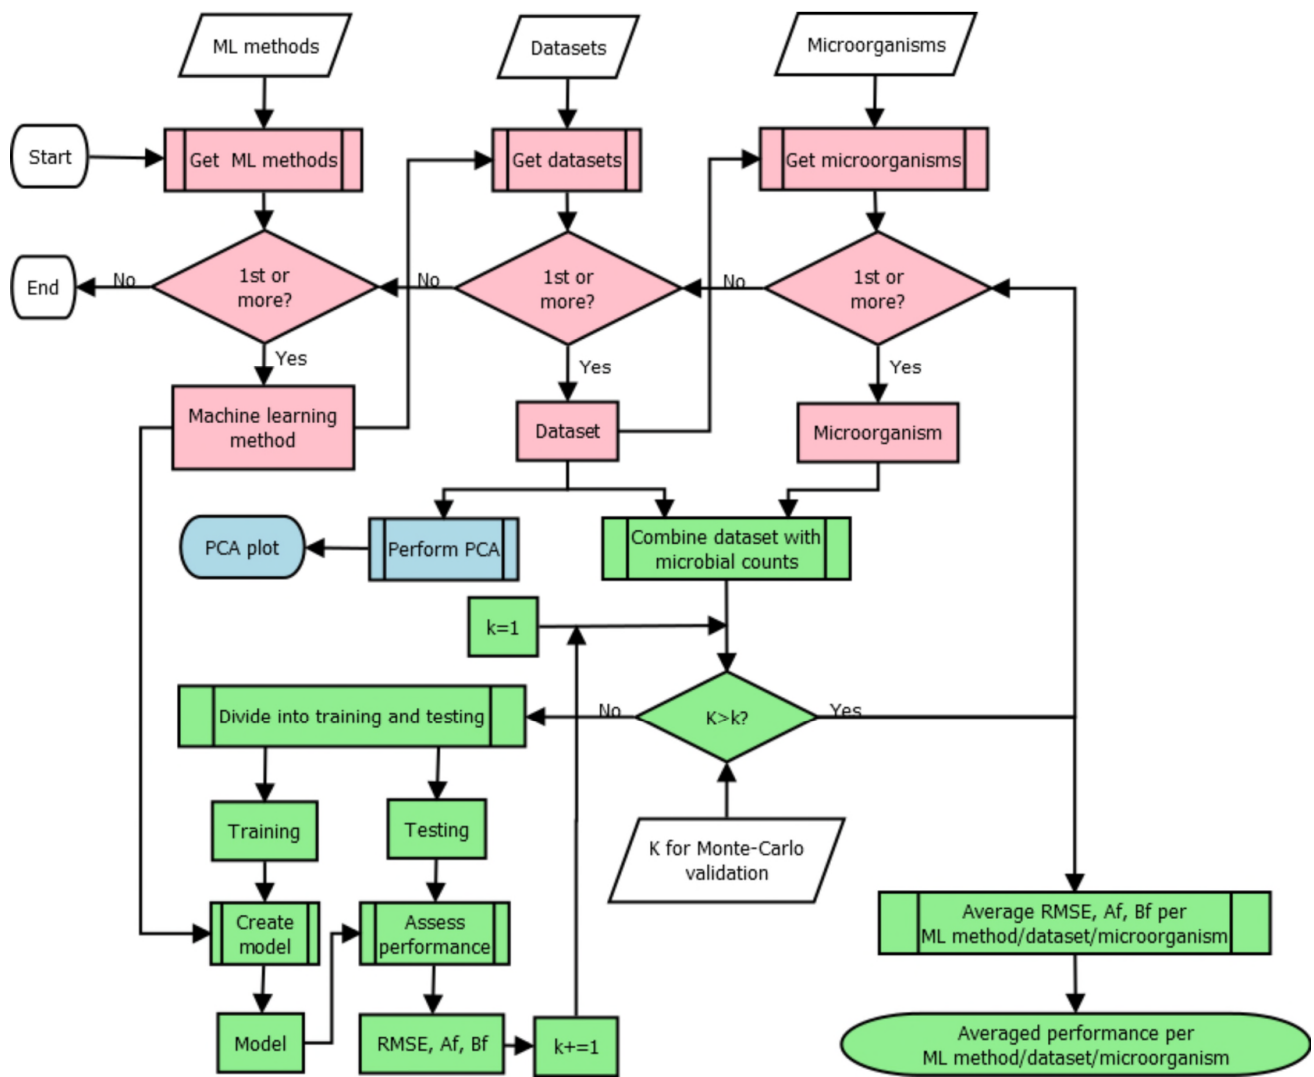 ML methods
Datasets
Microorganisms
Start
Get  ML methods
Get datasets
Get microorganisms
End
No
1st or
more?
No
1st or
more?
No
1st or
more?
Yes
Yes
Yes
Machine learning
method
Dataset
Microorganism
PCA plot
Perform PCA
Combine dataset with
microbial counts
k=1
Divide into training and testing
No
K>k?
Yes
Training
Testing
K for Monte-Carlo
validation
Create
model
Assess
performance
Average RMSE, Af, Bf per
ML method/dataset/microorganism
Model
RMSE, Af, Bf
k+=1
Averaged performance per
ML method/dataset/microorganism